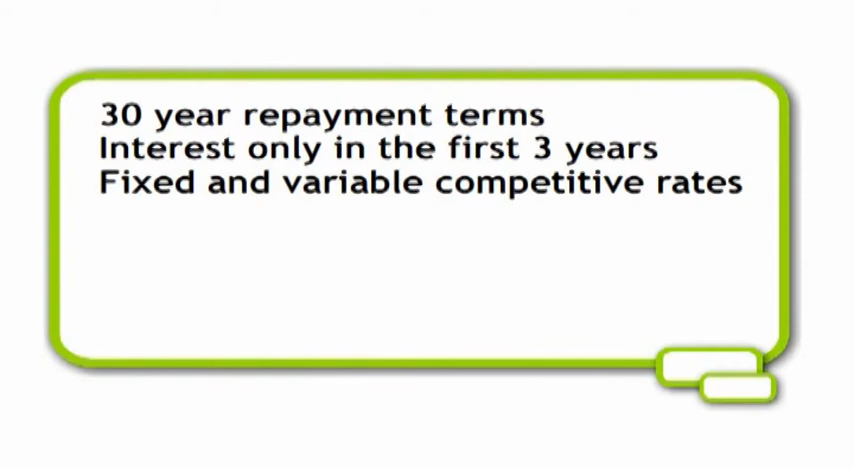 30 year repayment terms
Interest only in the first 3 years
Fixed and variable competitive rates